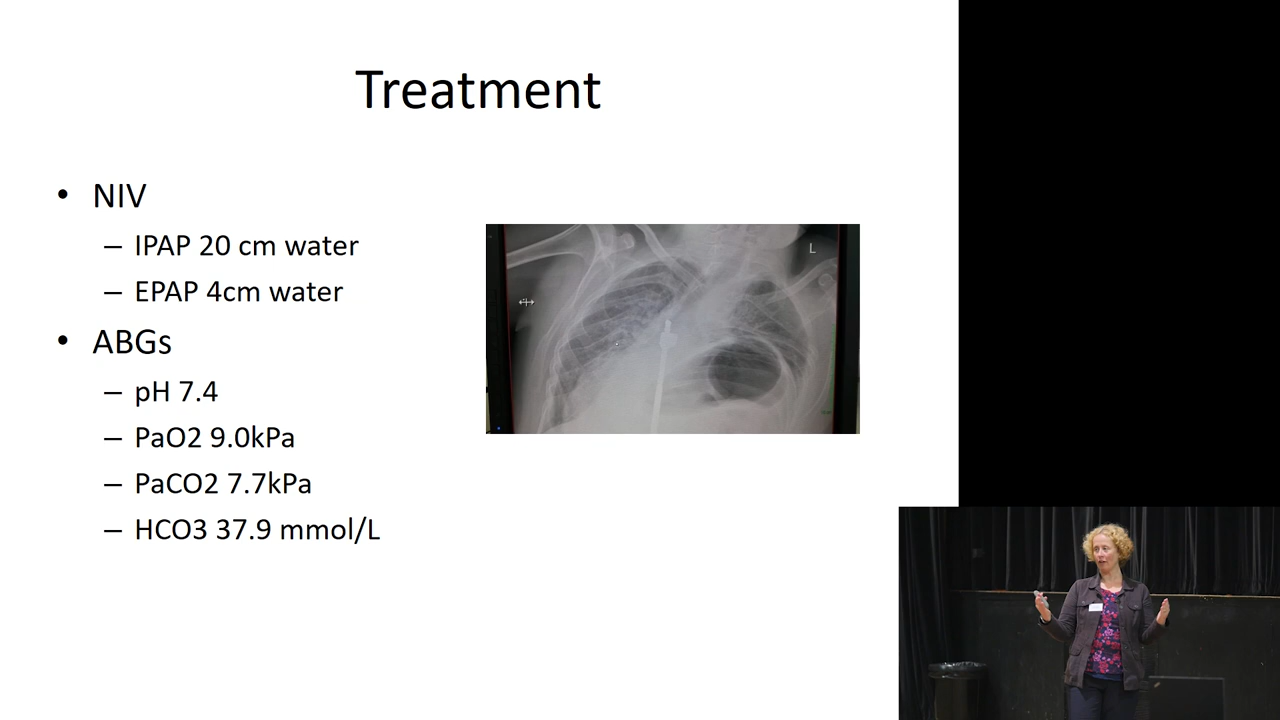 Treatment
• NIV
– IPAP 20 cm water
– EPAP 4cm water
• ABGs
– pH 7.4
– PaO2 9.0kPa
– PaCO2 7.7kPa
– HCO3 37.9 mmol/L
L